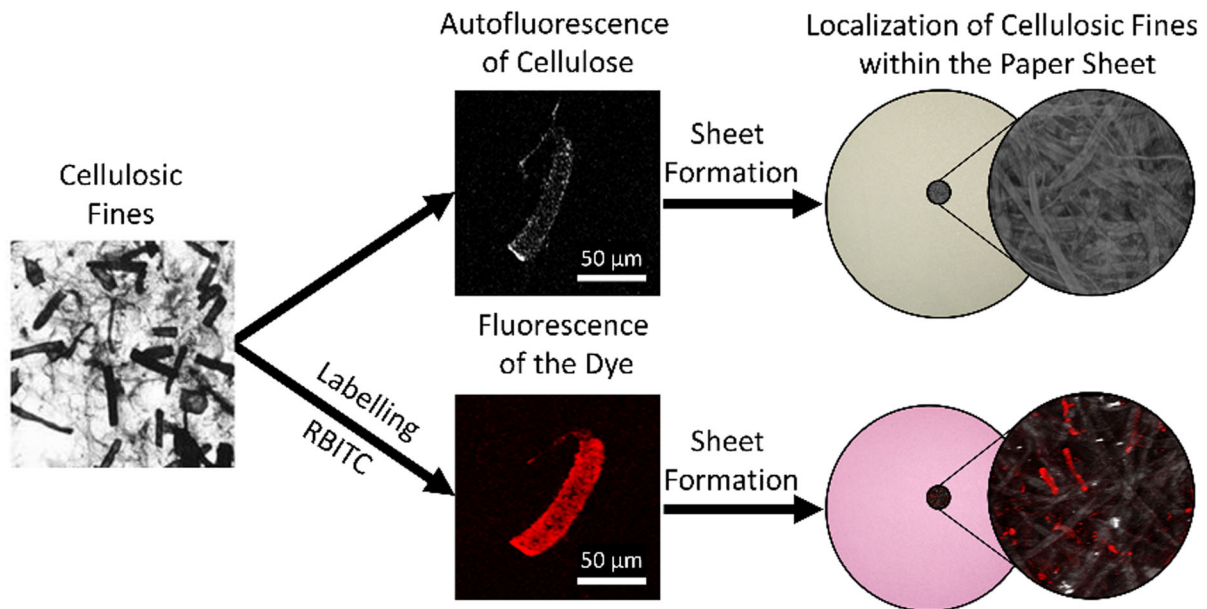 Cellulosic
Fines
Autofluorescence
of Cellulose
50 µm
Sheet
Formation
Localization of Cellulosic Fines
within the Paper Sheet
Labelling
RBITC
Fluorescence
of the Dye
50 µm
Sheet
Formation